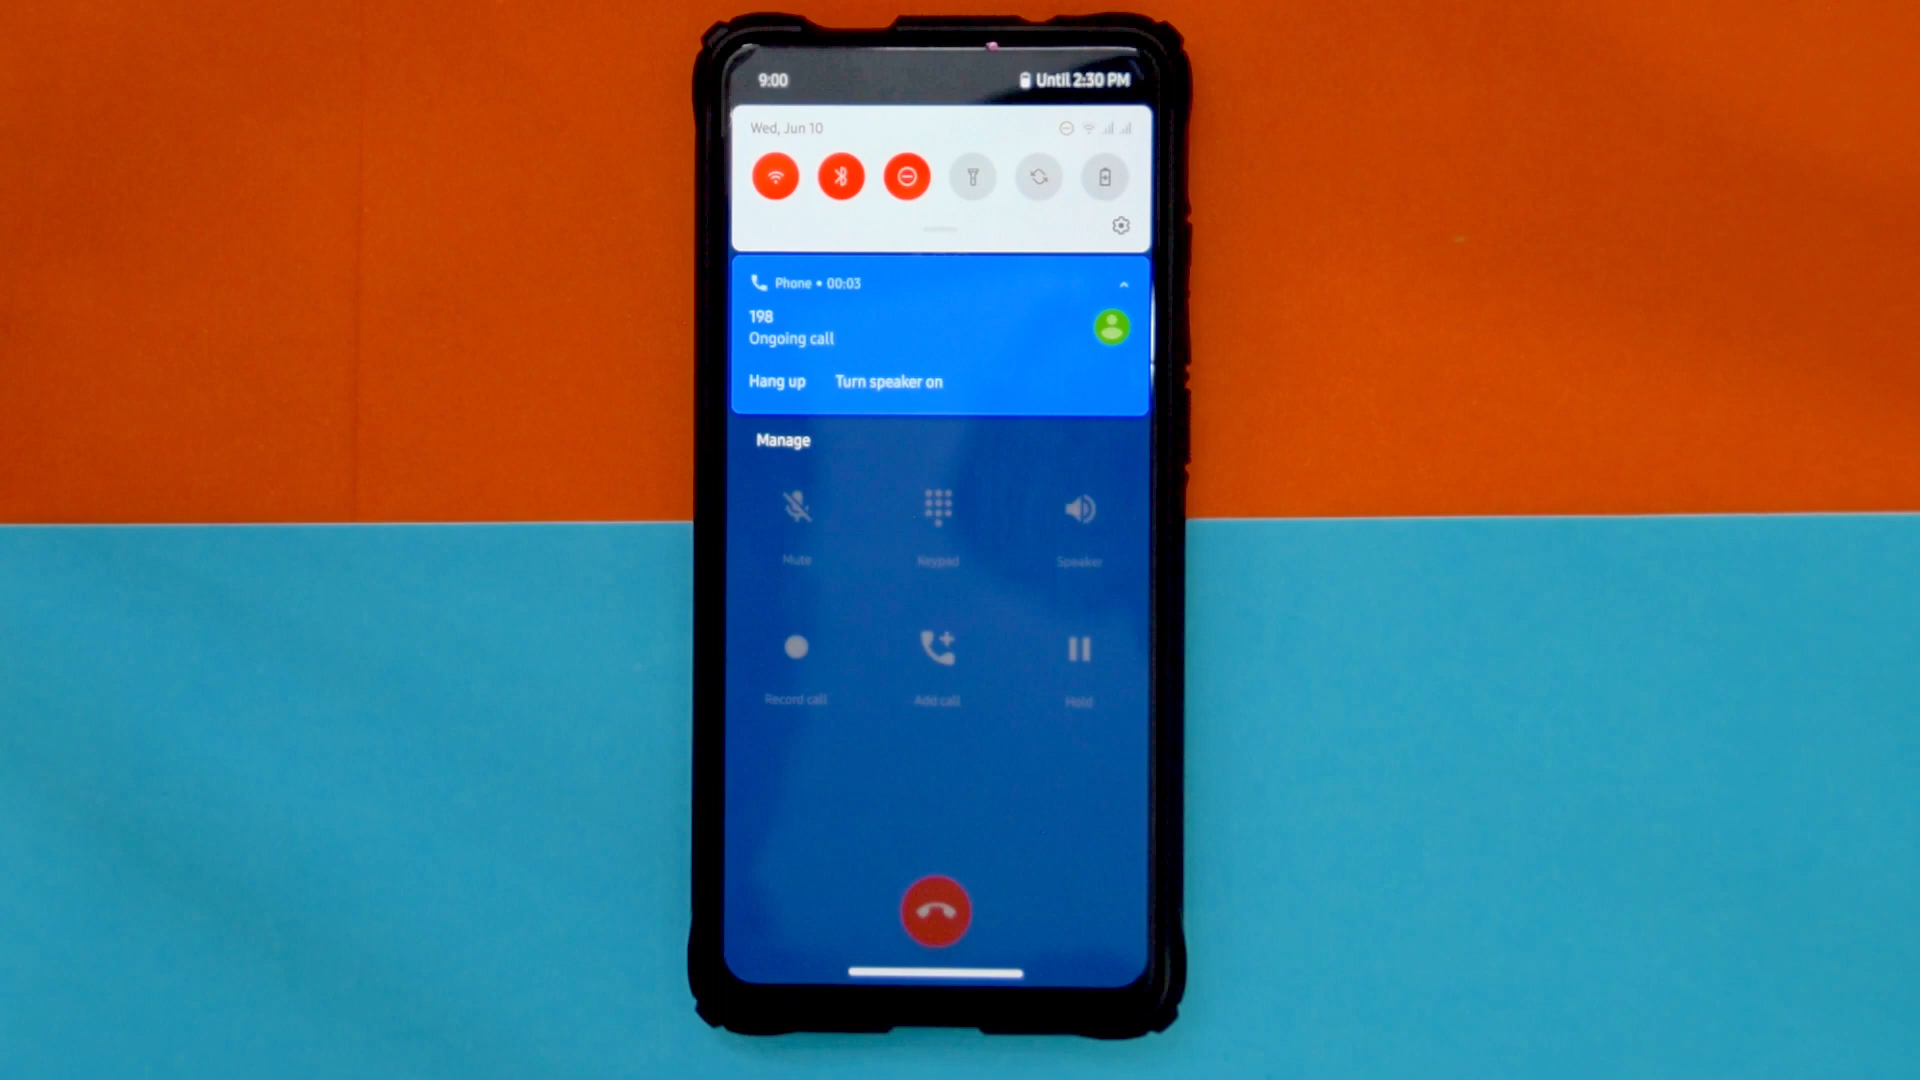 9:00 Until 2:30 PM
Wed, Jun 10
Phone • 00:03
198
Ongoing call
Hang up Turn speaker on
Manage
Mute Keypad Speaker
Record call Add call Hold